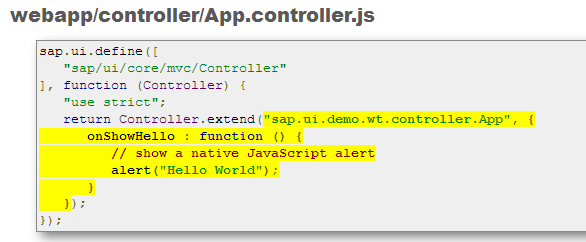 webapp/controller/App.controller.js
sap.ui.define([
   "sap/ui/core/mvc/Controller"
], function (Controller) {
   "use strict";
   return Controller.extend("sap.ui.demo.wt.controller.App", {
      onShowHello : function () {
         // show a native JavaScript alert
         alert("Hello World");
      }
   });
});